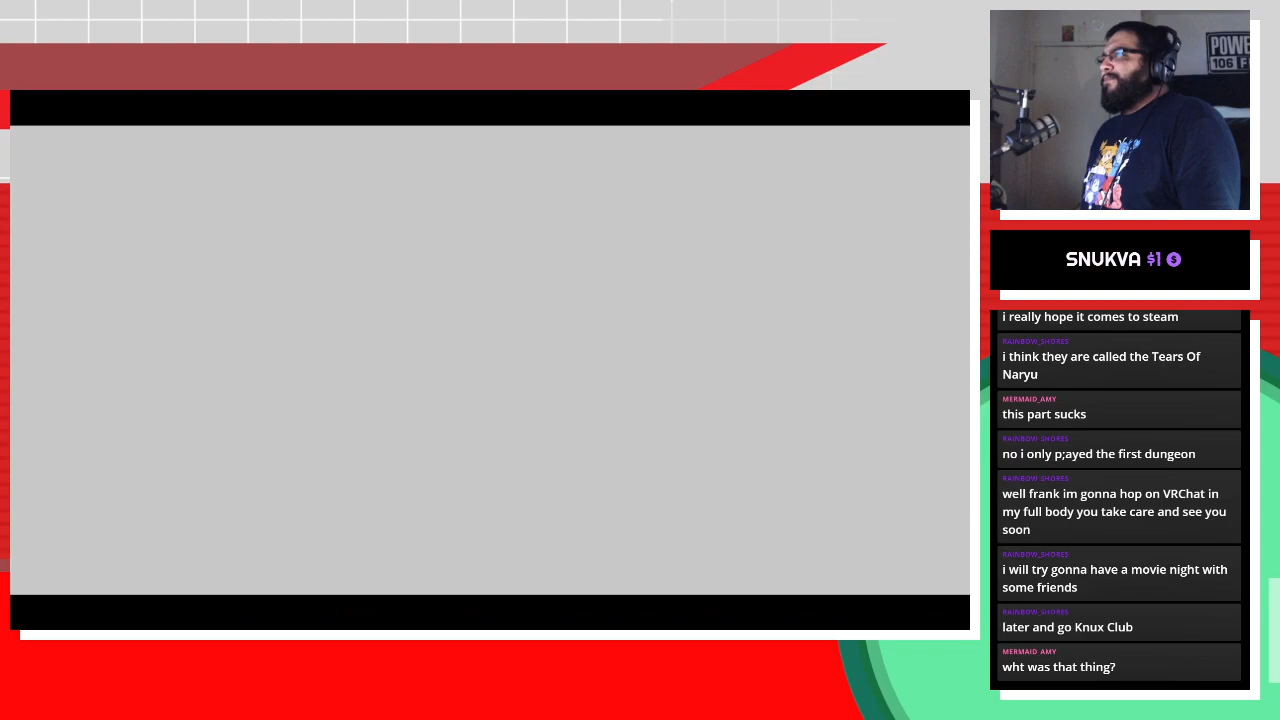 POWER
106 F
SNUKVA $1
i really hope it comes to steam
RAINBOW_SHORES
i think they are called the Tears Of
Naryu
MERMAID_AMY
this part sucks
RAINBOW_SHORES
no i only p;ayed the first dungeon
RAINBOW_SHORES
well frank im gonna hop on VRChat in
my full body you take care and see you
soon
RAINBOW_SHORES
i will try gonna have a movie night with
some friends
RAINBOW_SHORES
later and go Knux Club
MERMAID_AMY
wht was that thing?